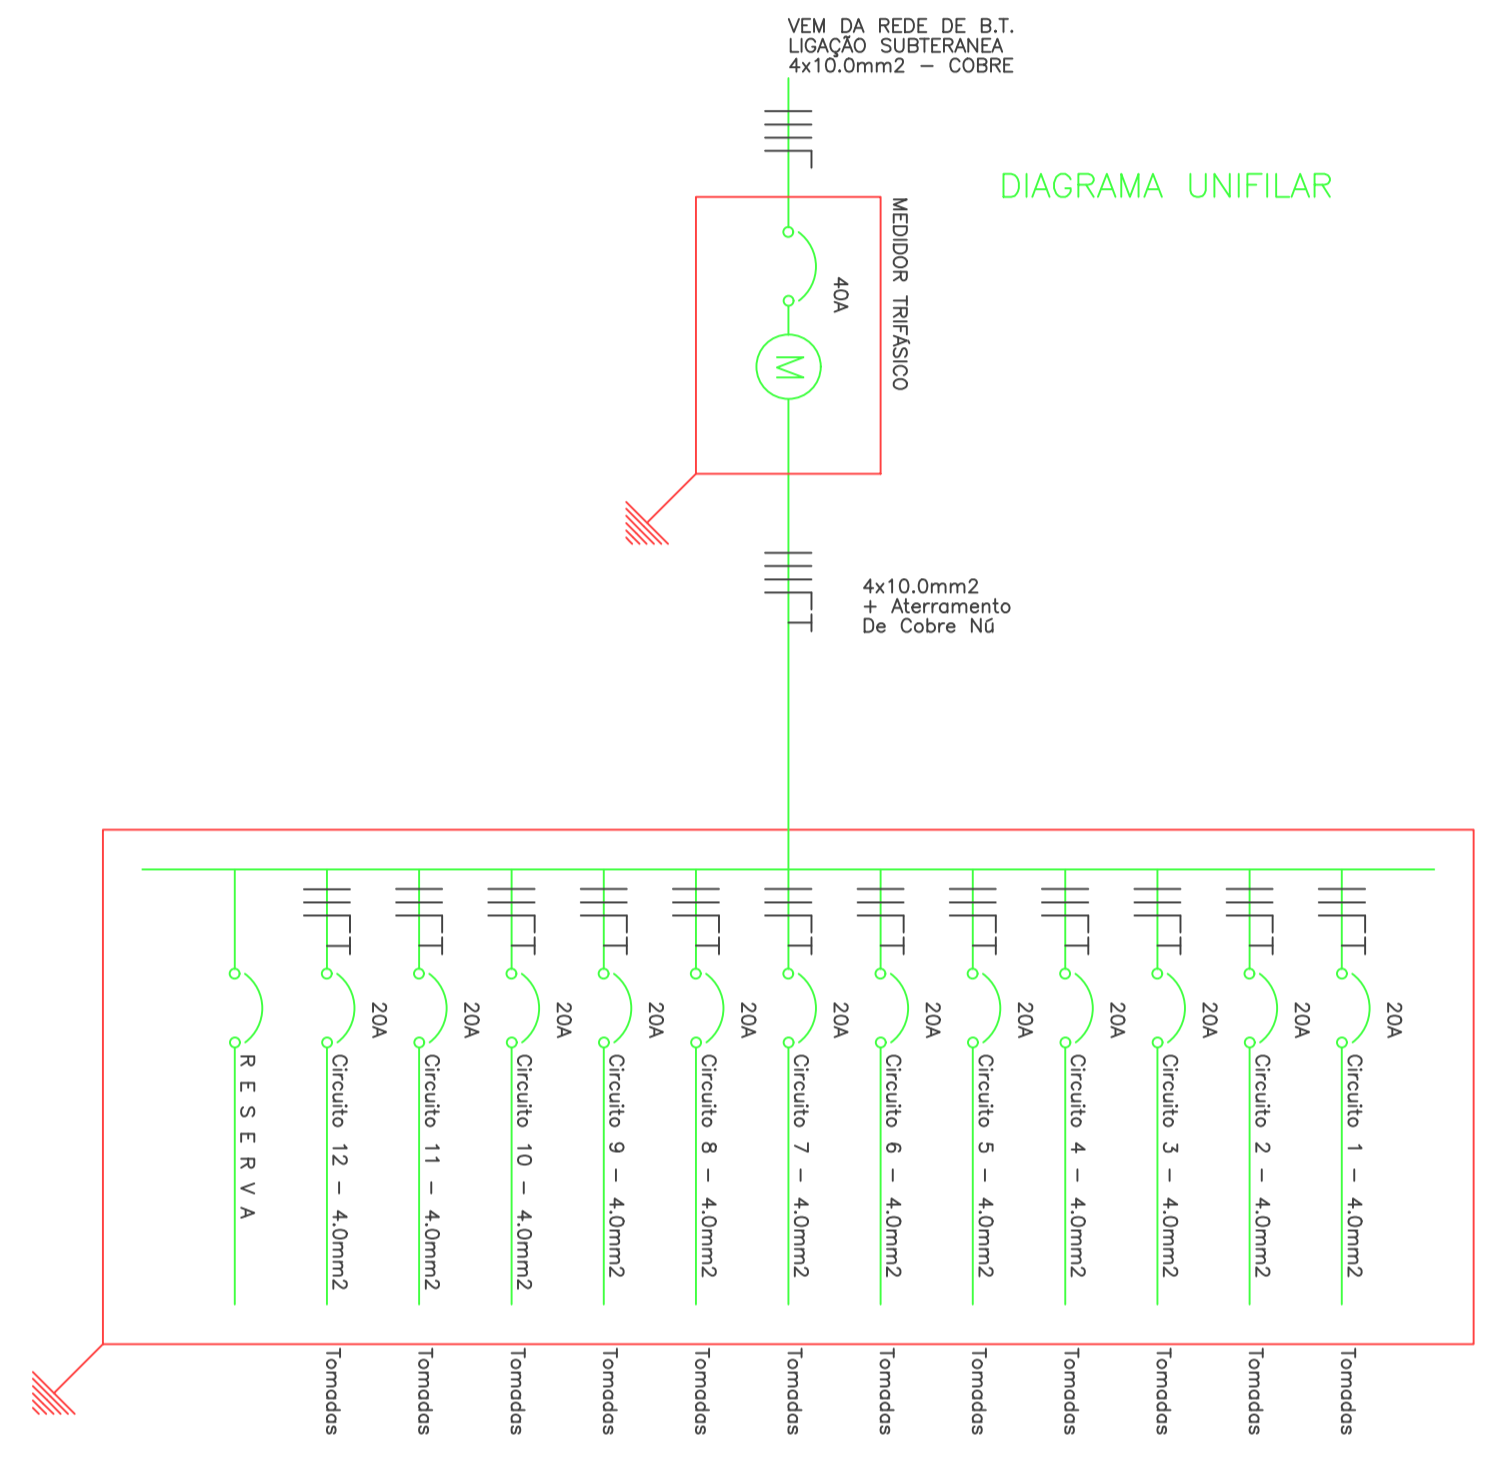 VEM DA REDE DE B.T.
LIGAÇÃO SUBTERANEA
4x10.0mm2 - COBRE
DIAGRAMA UNIFILAR
MEDIDOR TRIFÁSICO
40A
M
4x10.0mm2
+ Aterramento
De Cobre Nú
20A
20A
20A
20A
20A
20A
20A
20A
20A
20A
20A
20A
RESERVA
Circuito 12 - 4.0mm2
Circuito 11 - 4.0mm2
Circuito 10 - 4.0mm2
Circuito 9 - 4.0mm2
Circuito 8 - 4.0mm2
Circuito 7 - 4.0mm2
Circuito 6 - 4.0mm2
Circuito 5 - 4.0mm2
Circuito 4 - 4.0mm2
Circuito 3 - 4.0mm2
Circuito 2 - 4.0mm2
Circuito 1 - 4.0mm2
Tomadas
Tomadas
Tomadas
Tomadas
Tomadas
Tomadas
Tomadas
Tomadas
Tomadas
Tomadas
Tomadas
Tomadas